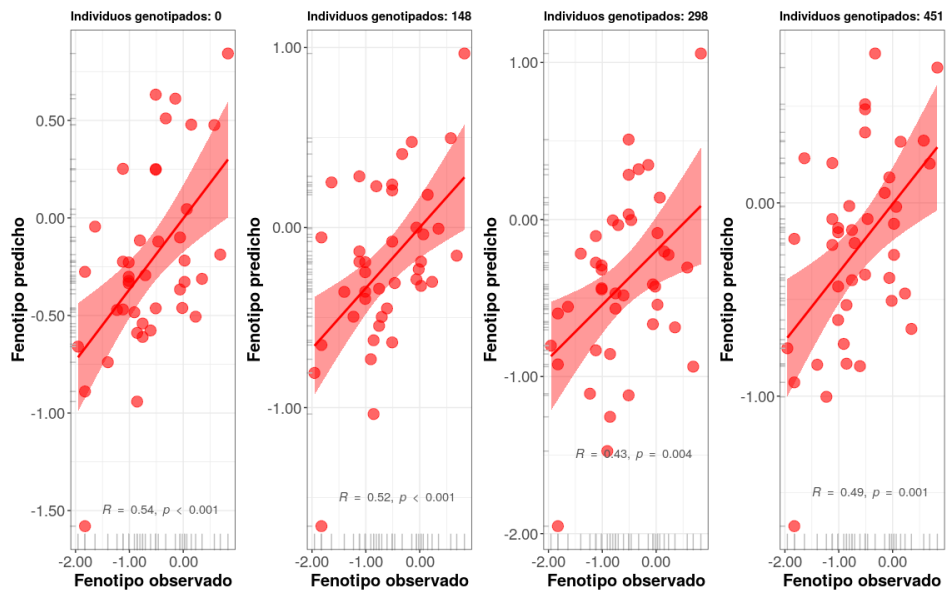 Individuos genotipados: 0
Fenotipo predicho
0.50
0.00
-0.50
-1.00
-1.50
R = 0.54, p < 0.001
-2.00
-1.00
0.00
Fenotipo observado
Individuos genotipados: 148
Fenotipo predicho
1.00
0.00
-1.00
R = 0.52, p < 0.001
-2.00
-1.00
0.00
Fenotipo observado
Individuos genotipados: 298
Fenotipo predicho
1.00
0.00
-1.00
-2.00
R = 0.43, p = 0.004
-2.00
-1.00
0.00
Fenotipo observado
Individuos genotipados: 451
Fenotipo predicho
0.00
-1.00
R = 0.49, p = 0.001
-2.00
-1.00
0.00
Fenotipo observado